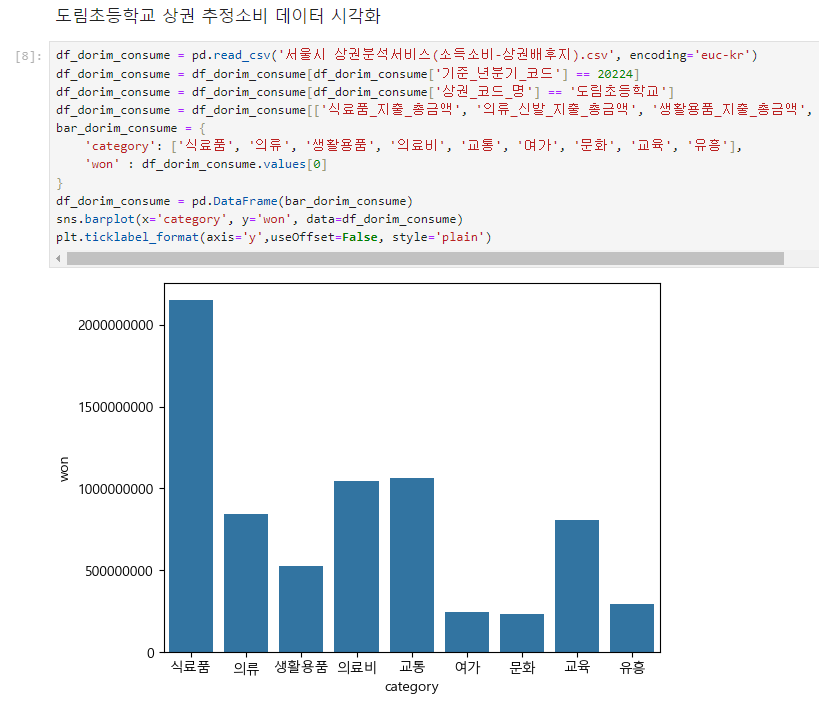 도림초등학교 상권 추정소비 데이터 시각화
[8]:
df_dorim_consume = pd.read_csv('서울시 상권분석서비스(소득소비-상권배후지).csv', encoding='euc-kr')
df_dorim_consume = df_dorim_consume[df_dorim_consume['기준_년분기_코드'] == 20224]
df_dorim_consume = df_dorim_consume[df_dorim_consume['상권_코드_명'] == '도림초등학교']
df_dorim_consume = df_dorim_consume[['식료품_지출_총금액', '의류_신발_지출_총금액', '생활용품_지출_총금액',
bar_dorim_consume = {
'category': ['식료품', '의류', '생활용품', '의료비', '교통', '여가', '문화', '교육', '유흥'],
'won' : df_dorim_consume.values[0]
}
df_dorim_consume = pd.DataFrame(bar_dorim_consume)
sns.barplot(x='category', y='won', data=df_dorim_consume)
plt.ticklabel_format(axis='y',useOffset=False, style='plain')
2000000000
1500000000
1000000000
500000000
0
won
식료품 의류 생활용품 의료비 교통 여가 문화 교육 유흥
category